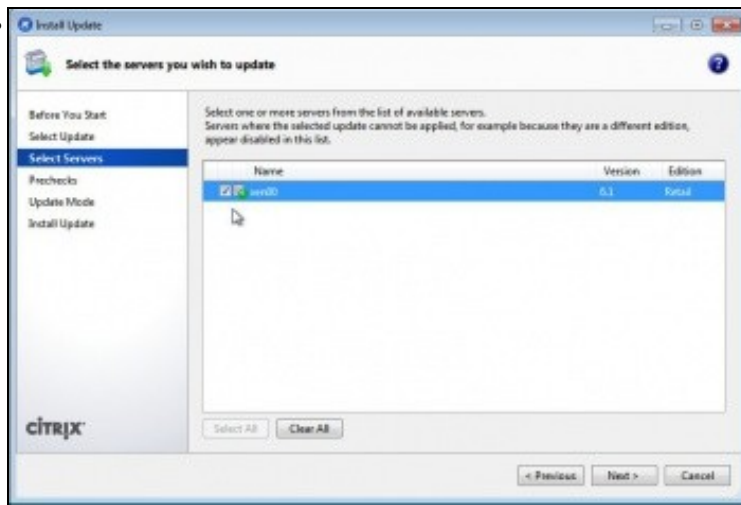 Install Update
Select the servers you wish to update
Before You Start
Select Update
Select Servers
Prechecks
Update Mode
Install Update
Select one or more servers from the list of available servers.
Servers where the selected update cannot be applied, for example because they are a different edition,
appear disabled in this list.
Name Version Edition
xen00 6.1 Retail
CITRIX
Select All Clear All
< Previous Next > Cancel